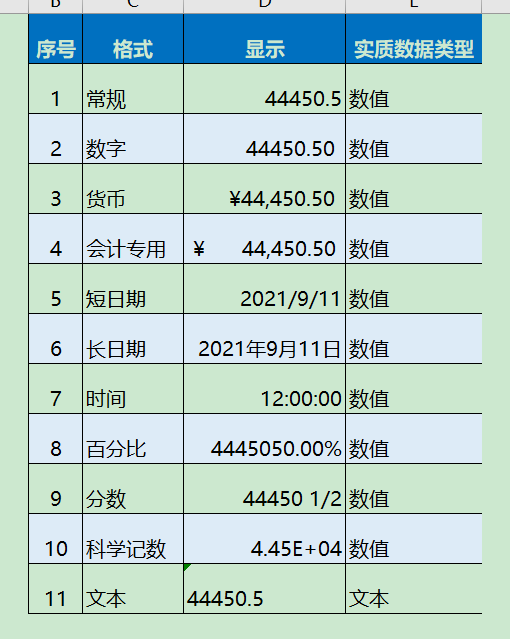 B C D E
序号 格式 显示 实质数据类型
1 常规 44450.5 数值
2 数字 44450.50 数值
3 货币 ¥44,450.50 数值
4 会计专用 ¥ 44,450.50 数值
5 短日期 2021/9/11 数值
6 长日期 2021年9月11日 数值
7 时间 12:00:00 数值
8 百分比 4445050.00% 数值
9 分数 44450 1/2 数值
10 科学记数 4.45E+04 数值
11 文本 44450.5 文本